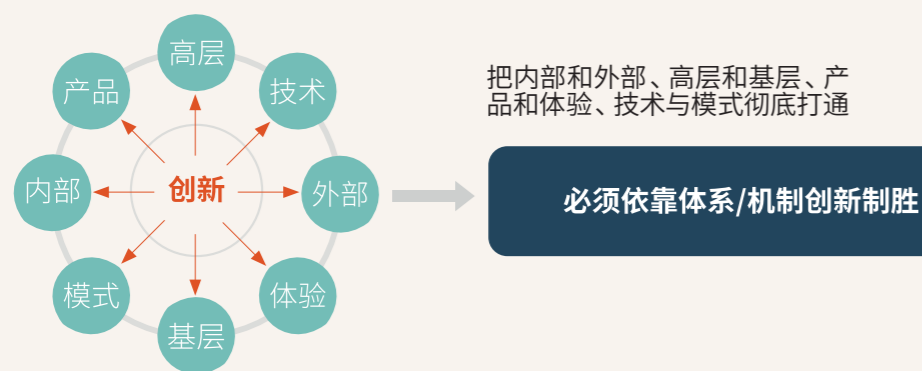 高层
产品
技术
内部
创新
外部
模式
体验
基层
把内部和外部、高层和基层、产
品和体验、技术与模式彻底打通
必须依靠体系/机制创新制胜